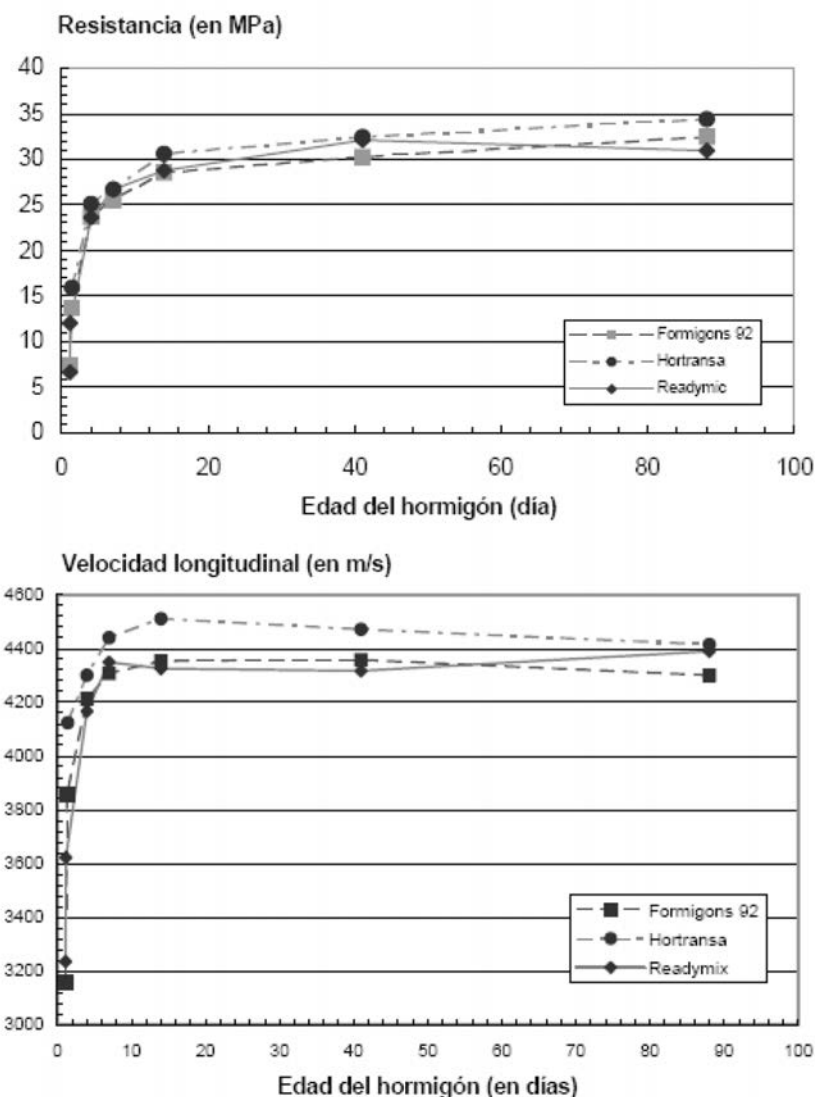 Resistancia (en MPa)
40
35
30
25
20
15
10
5
0
Formigons 92
Hortransa
Readymic
0 20 40 60 80 100
Edad del hormigón (día)
Velocidad longitudinal (en m/s)
4600
4400
4200
4000
3800
3600
3400
3200
3000
Formigons 92
Hortransa
Readymix
0 10 20 30 40 50 60 70 80 90 100
Edad del hormigón (en días)